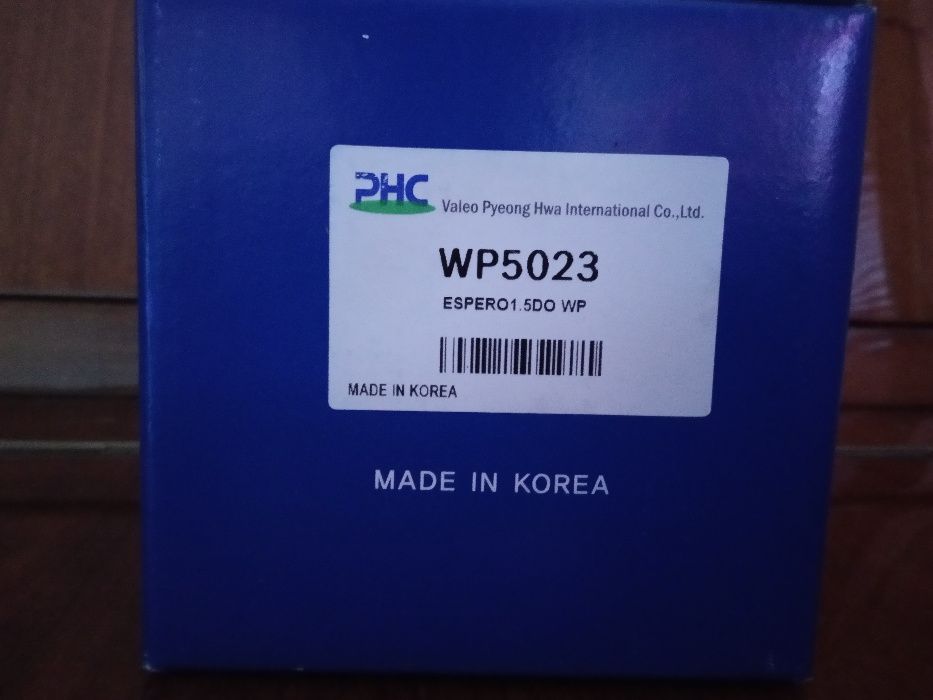 PHC Valeo Pyeong Hwa International Co.,Ltd.
WP5023
ESPERO1.5DO WP
MADE IN KOREA
MADE IN KOREA